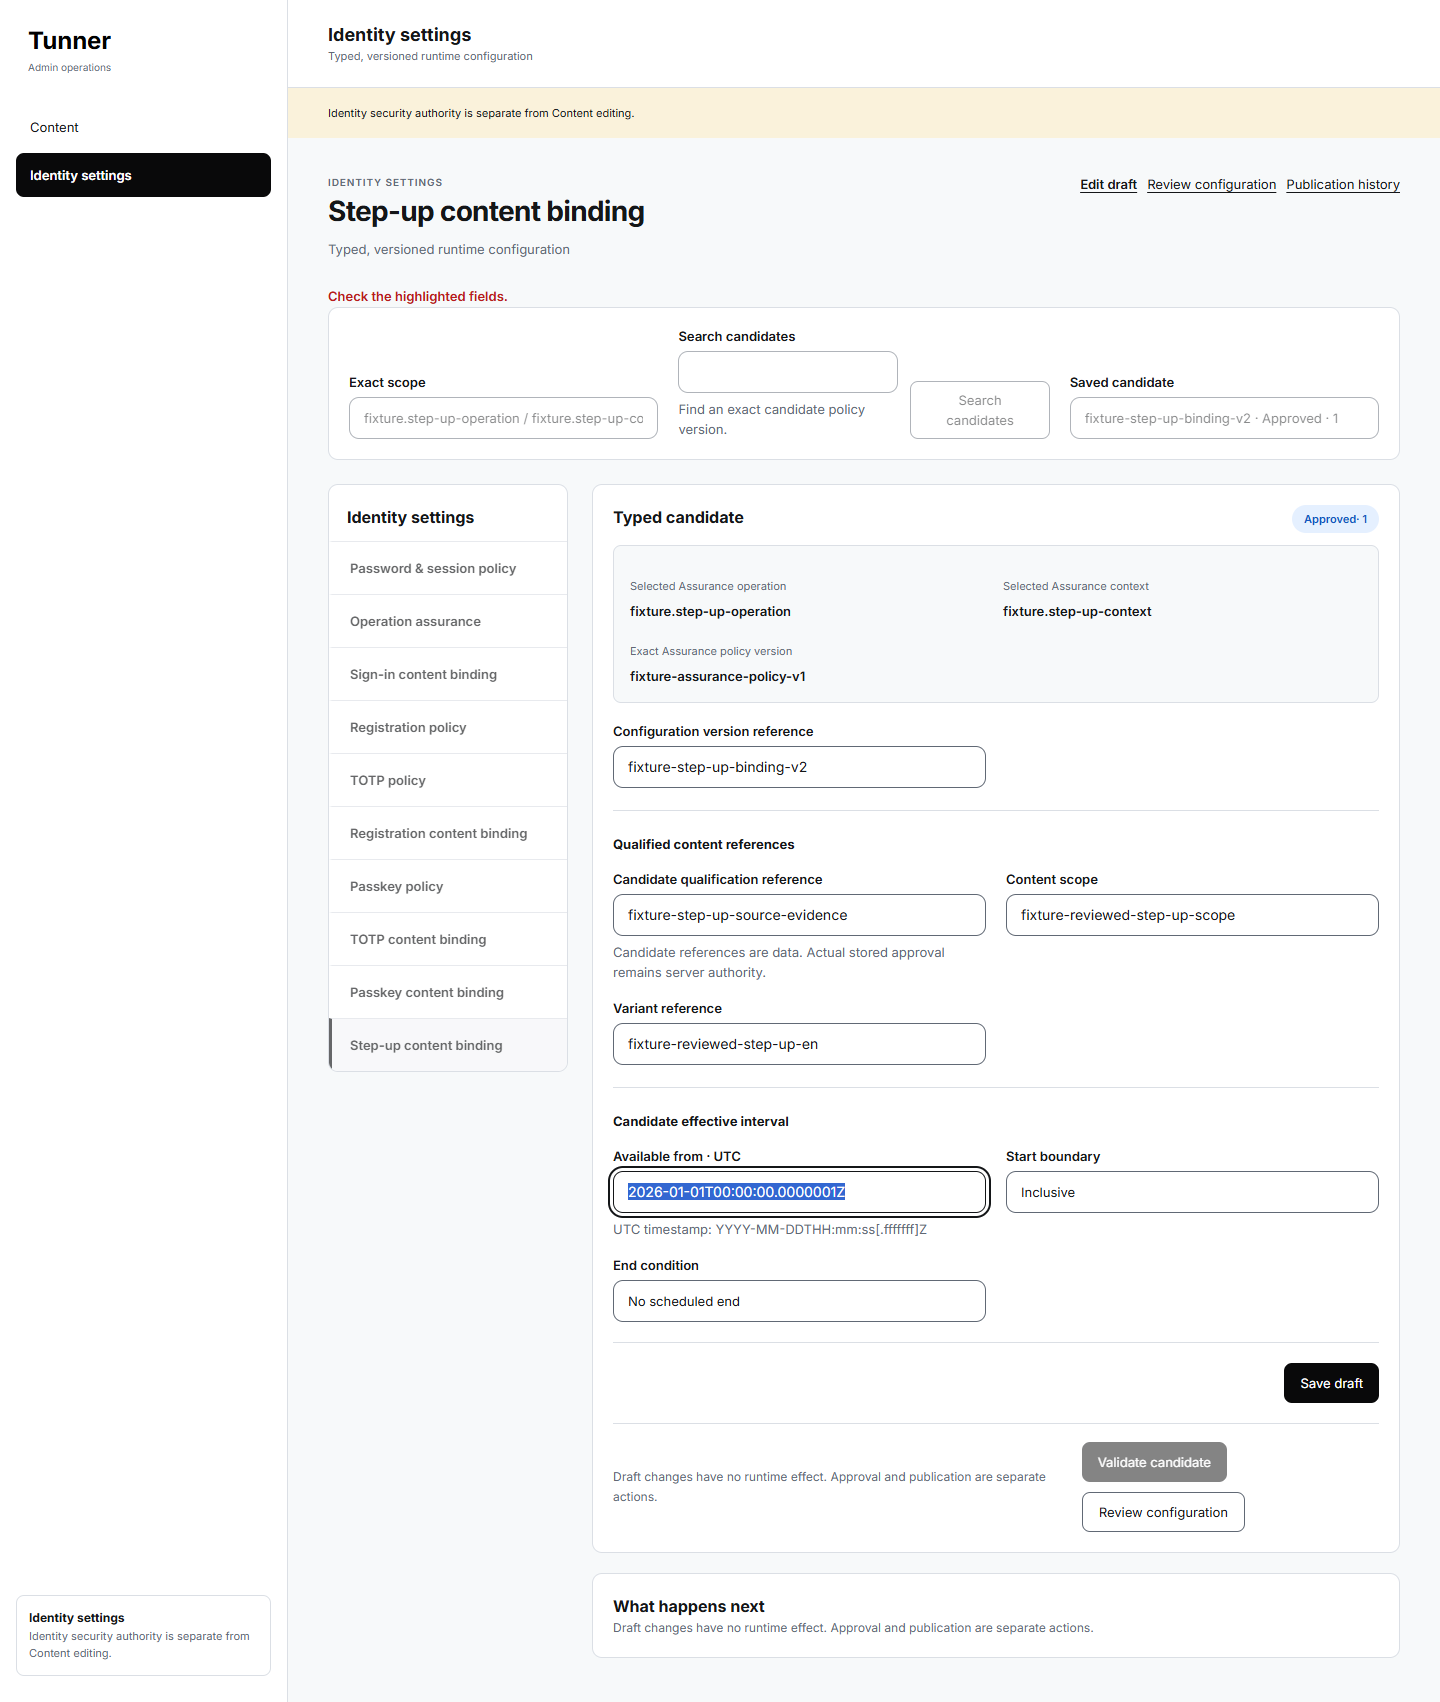 Tunner
Admin operations
Content
Identity settings
Identity settings
Identity security authority is separate from
Content editing.
Identity settings
Typed, versioned runtime configuration
Identity security authority is separate from Content editing.
IDENTITY SETTINGS
Step-up content binding
Typed, versioned runtime configuration
Edit draft
Review configuration
Publication history
Check the highlighted fields.
Exact scope
fixture.step-up-operation / fixture.step-up-co
Search candidates
Find an exact candidate policy
version.
Search
candidates
Saved candidate
fixture-step-up-binding-v2 · Approved · 1
Identity settings
Password & session policy
Operation assurance
Sign-in content binding
Registration policy
TOTP policy
Registration content binding
Passkey policy
TOTP content binding
Passkey content binding
Step-up content binding
Typed candidate
Approved· 1
Selected Assurance operation
fixture.step-up-operation
Selected Assurance context
fixture.step-up-context
Exact Assurance policy version
fixture-assurance-policy-v1
Configuration version reference
fixture-step-up-binding-v2
Qualified content references
Candidate qualification reference
fixture-step-up-source-evidence
Candidate references are data. Actual stored approval
remains server authority.
Content scope
fixture-reviewed-step-up-scope
Variant reference
fixture-reviewed-step-up-en
Candidate effective interval
Available from · UTC
2026-01-01T00:00:00.0000001Z
UTC timestamp: YYYY-MM-DDTHH:mm:ss[.fffffff]Z
Start boundary
Inclusive
End condition
No scheduled end
Save draft
Draft changes have no runtime effect. Approval and publication are separate
actions.
Validate candidate
Review configuration
What happens next
Draft changes have no runtime effect. Approval and publication are separate actions.